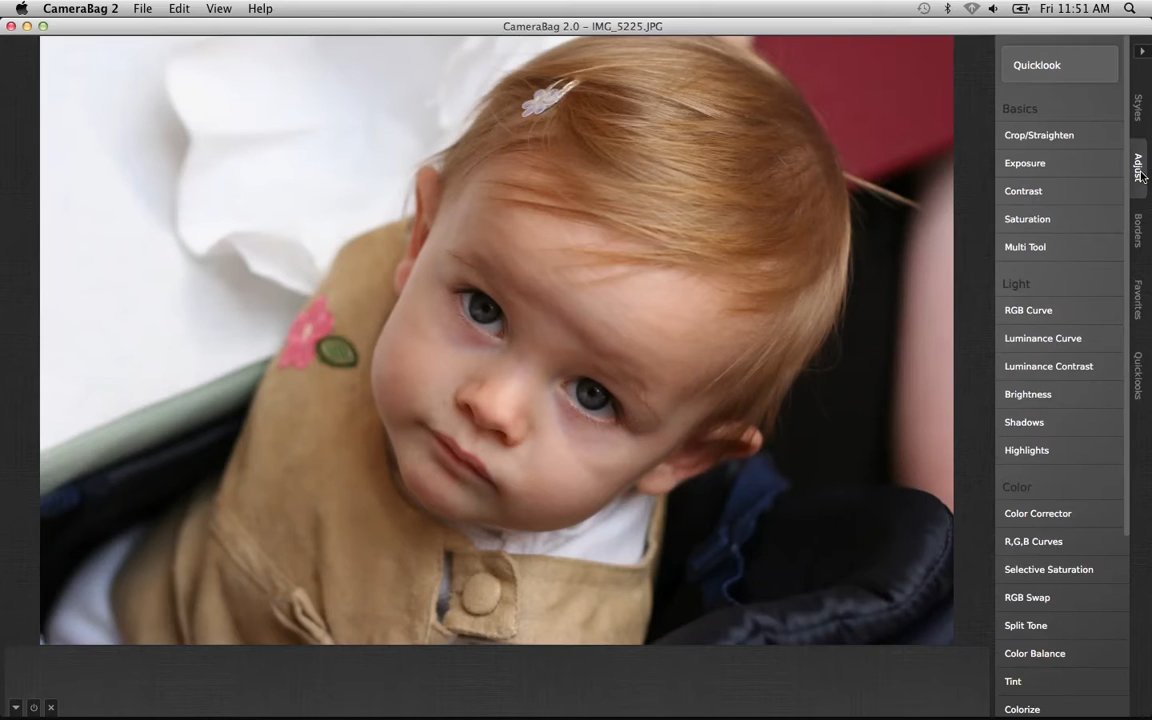 CameraBag 2 File Edit View Help Fri 11:51 AM
CameraBag 2.0 - IMG_5225.JPG
Quicklook
Basics
Crop/Straighten
Exposure
Contrast
Saturation
Multi Tool
Light
RGB Curve
Luminance Curve
Luminance Contrast
Brightness
Shadows
Highlights
Color
Color Corrector
R,G,B Curves
Selective Saturation
RGB Swap
Split Tone
Color Balance
Tint
Colorize
Styles
Adjust
Borders
Favorites
Quicklooks